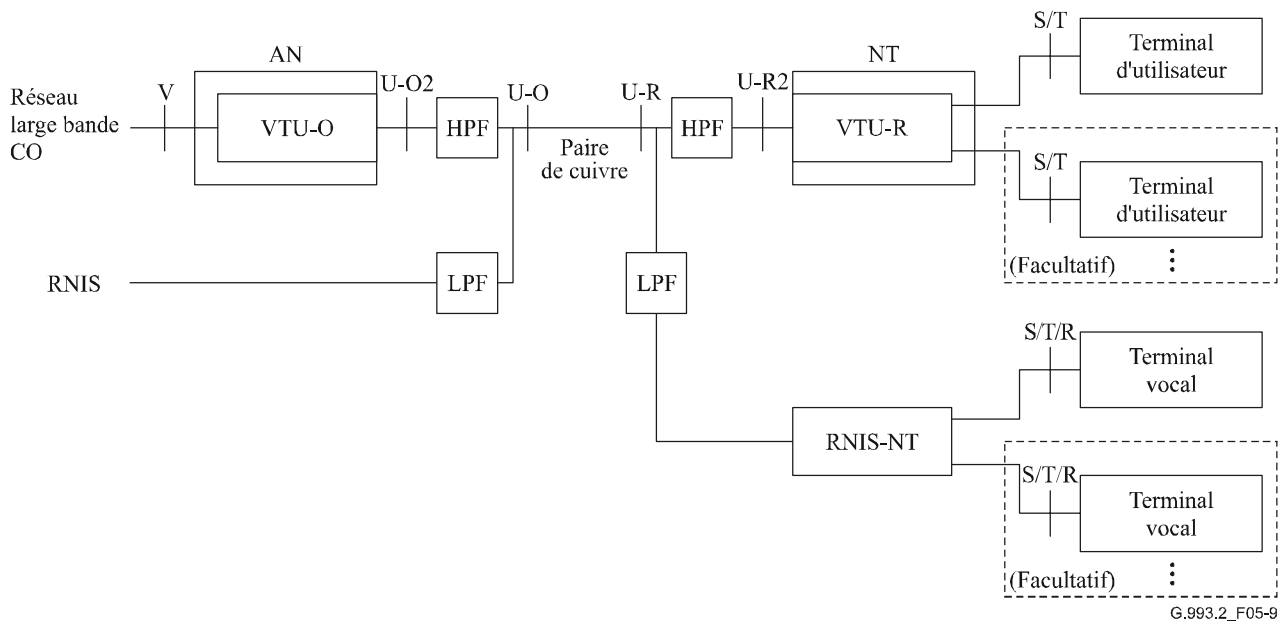 AN
NT
S/T
Terminal
d'utilisateur
Réseau
large bande
CO
V
VTU-O
U-O2
HPF
U-O
Paire
de cuivre
U-R
HPF
U-R2
VTU-R
S/T
Terminal
d'utilisateur
(Facultatif)
RNIS
LPF
LPF
S/T/R
Terminal
vocal
RNIS-NT
S/T/R
Terminal
vocal
(Facultatif)
G.993.2_F05-9